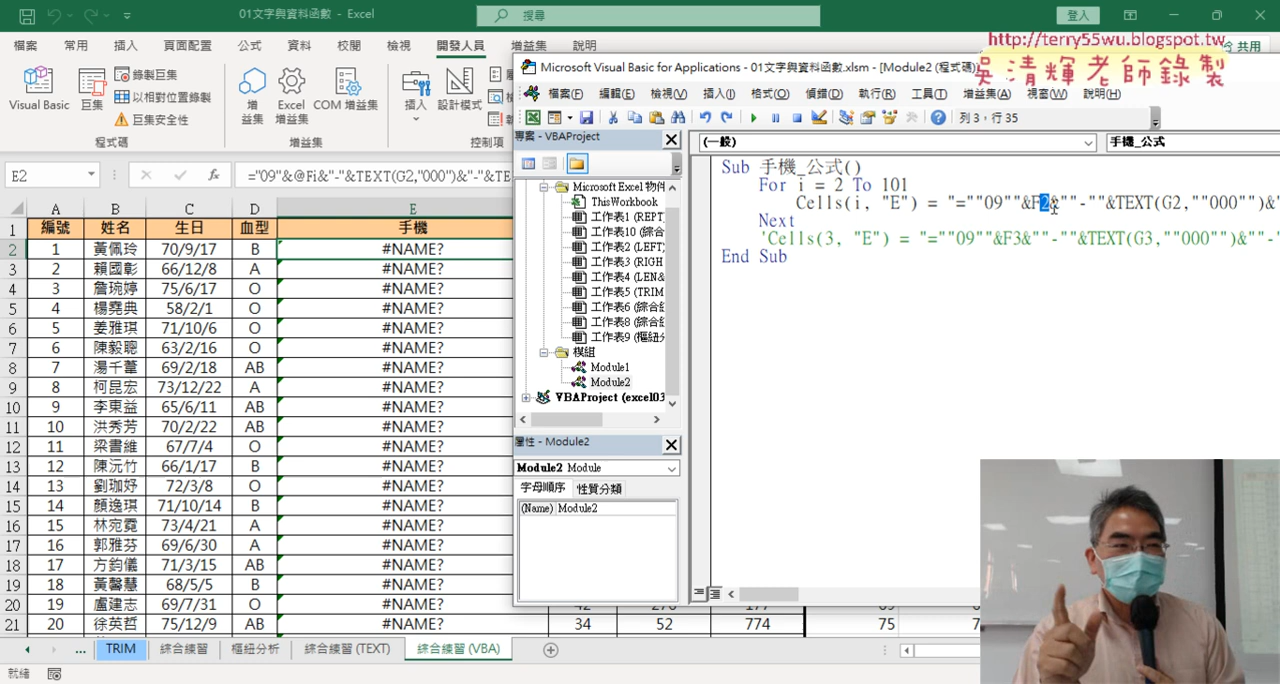 01文字與資料函數 - Excel
搜尋
登入
檔案 常用 插入 頁面配置 公式 資料 校閱 檢視 開發人員 增益集 說明
共用
http://terry55wu.blogspot.tw
吳清輝老師錄製
Visual Basic
巨集
錄製巨集
以相對位置錄製
巨集安全性
程式碼
增益集
Excel 增益集
COM 增益集
增益集
插入
設計模式
控制項
Microsoft Visual Basic for Applications - 01文字與資料函數.xlsm - [Module2 (程式碼)
檔案(F) 編輯(E) 檢視(V) 插入(I) 格式(O) 偵錯(D) 執行(R) 工具(T) 增益集(A) 視窗(W) 說明(H)
列 3，行 35
專案 - VBAProject
Microsoft Excel 物件
ThisWorkbook
工作表1 (REPT
工作表10 (綜合
工作表2 (LEFT)
工作表3 (RIGH
工作表4 (LEN&
工作表5 (TRIM
工作表6 (綜合
工作表8 (綜合
工作表9 (樞紐分
模組
Module1
Module2
VBAProject (excel03
屬性 - Module2
Module2 Module
字母順序 性質分類
(Name) Module2
(一般)
手機_公式
Sub 手機_公式()
For i = 2 To 101
Cells(i, "E") = "=""09""&F2&""-""&TEXT(G2,""000"")&"
Next
'Cells(3, "E") = "=""09""&F3&""-""&TEXT(G3,""000"")&""-"
End Sub
E2
fx
="09"&@Fi&"-"&TEXT(G2,"000")&"-"&TE
A B C D E
1 編號 姓名 生日 血型 手機
2 1 黃佩玲 70/9/17 B #NAME?
3 2 賴國彰 66/12/8 A #NAME?
4 3 詹琬婷 75/6/17 O #NAME?
5 4 楊堯典 58/2/1 O #NAME?
6 5 姜雅琪 71/10/6 O #NAME?
7 6 陳毅聰 63/2/16 O #NAME?
8 7 湯千蕙 69/2/18 AB #NAME?
9 8 柯昆宏 73/12/22 A #NAME?
10 9 李東益 65/6/11 AB #NAME?
11 10 洪秀芳 70/2/22 AB #NAME?
12 11 梁書維 67/7/4 O #NAME?
13 12 陳沅竹 66/1/17 B #NAME?
14 13 劉珈妤 72/3/8 O #NAME?
15 14 顏逸琪 71/10/14 B #NAME?
16 15 林宛霓 73/4/21 A #NAME?
17 16 郭雅芬 69/6/30 A #NAME?
18 17 方鈞儀 71/3/15 AB #NAME?
19 18 黃馨慧 68/5/5 B #NAME?
20 19 盧建志 69/7/31 O #NAME?
21 20 徐英哲 75/12/9 AB #NAME? 34 52 774 75
... TRIM 綜合練習 樞紐分析 綜合練習 (TEXT) 綜合練習 (VBA)
就緒